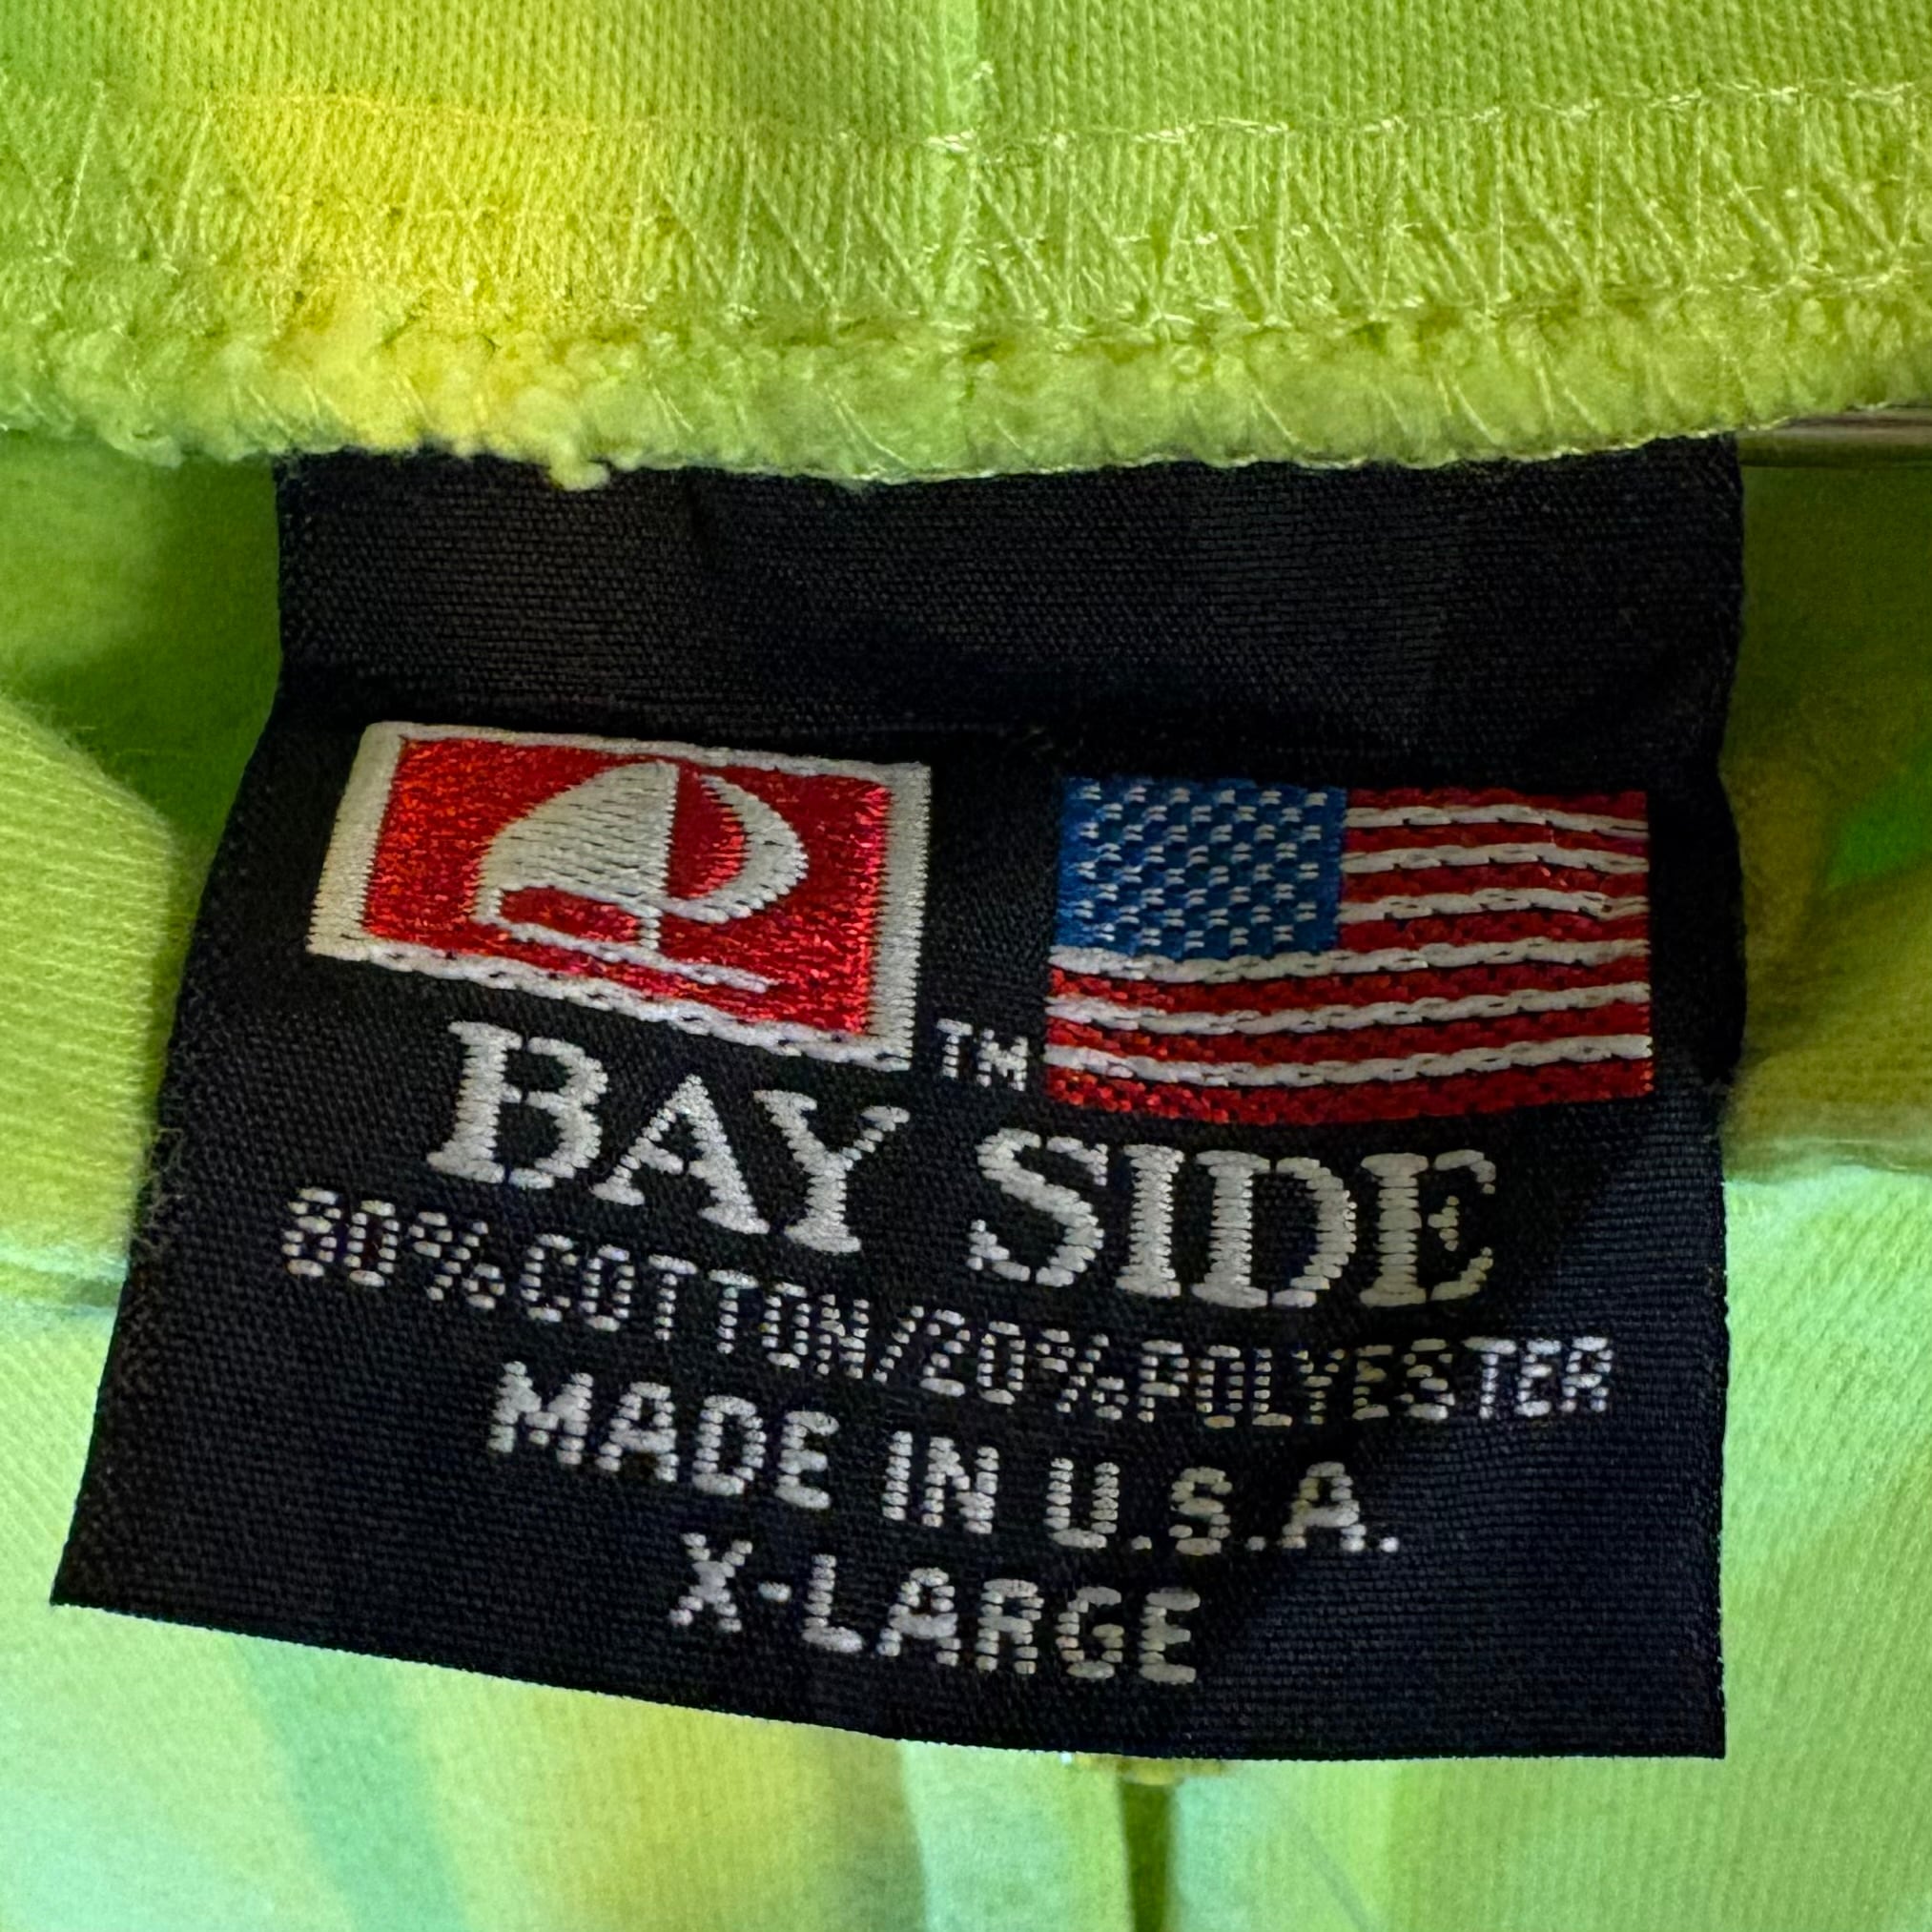 TM
BAY SIDE
80%COTTON/20%POLYESTER
MADE IN U.S.A.
X-LARGE